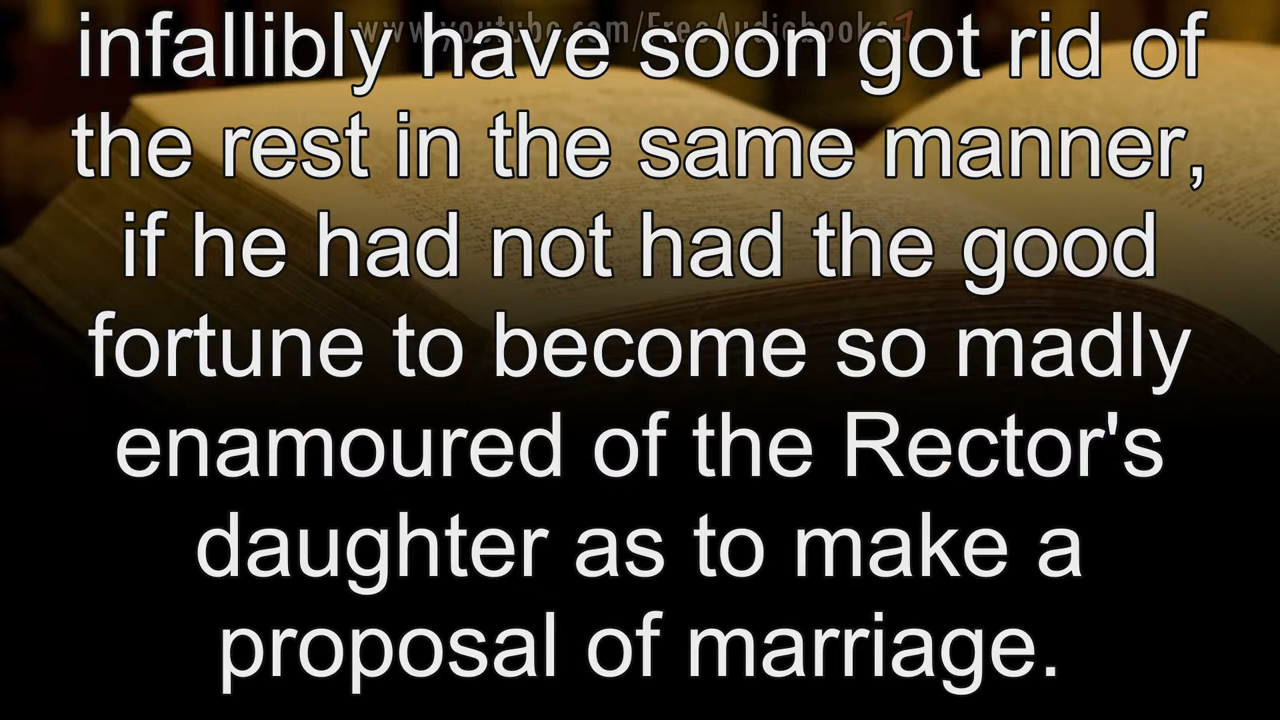 www.youtube.com/FreeAudiobooks
infallibly have soon got rid of
the rest in the same manner,
if he had not had the good
fortune to become so madly
enamoured of the Rector's
daughter as to make a
proposal of marriage.